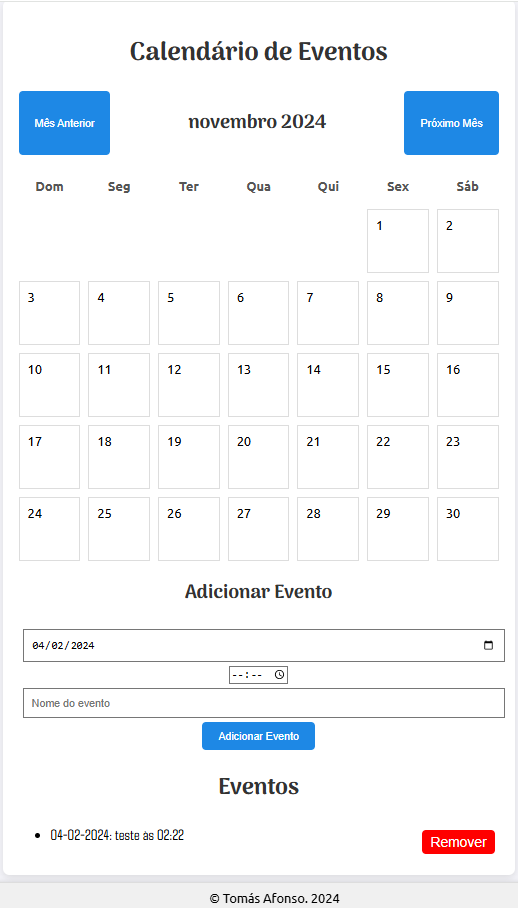 Calendário de Eventos
Mês Anterior novembro 2024 Próximo Mês
Dom Seg Ter Qua Qui Sex Sáb
1 2
3 4 5 6 7 8 9
10 11 12 13 14 15 16
17 18 19 20 21 22 23
24 25 26 27 28 29 30
Adicionar Evento
04/02/2024
--:--
Nome do evento
Adicionar Evento
Eventos
04-02-2024: teste às 02:22 Remover
© Tomás Afonso. 2024